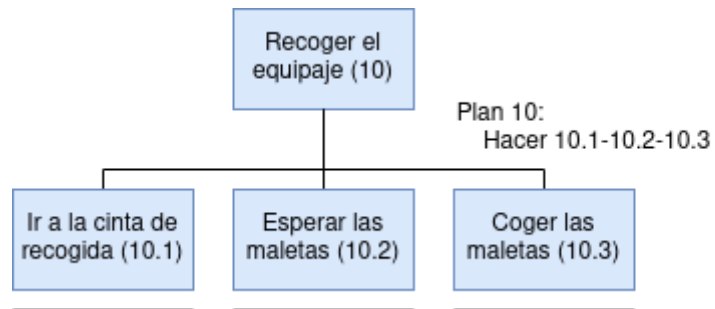 Recoger el
equipaje (10)
Plan 10:
Hacer 10.1-10.2-10.3
Ir a la cinta de
recogida (10.1)
Esperar las
maletas (10.2)
Coger las
maletas (10.3)